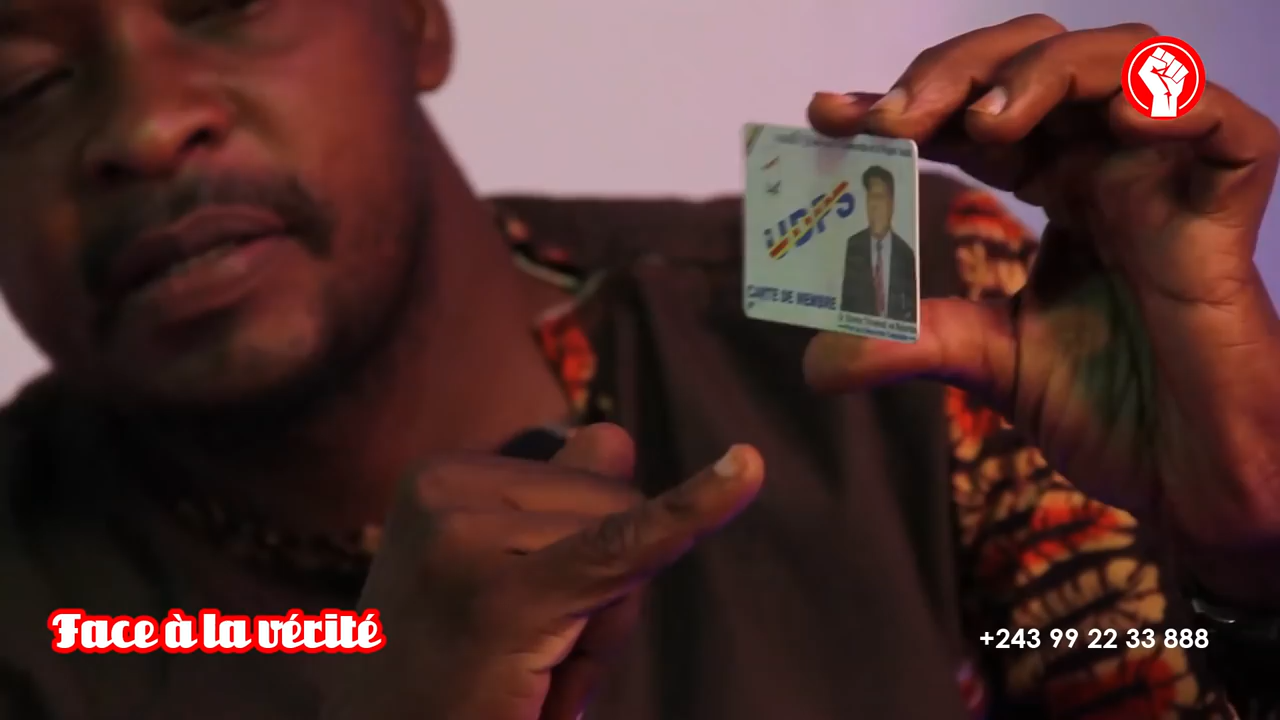 UDPS
CARTE DE MEMBRE
Face à la vérité
+243 99 22 33 888